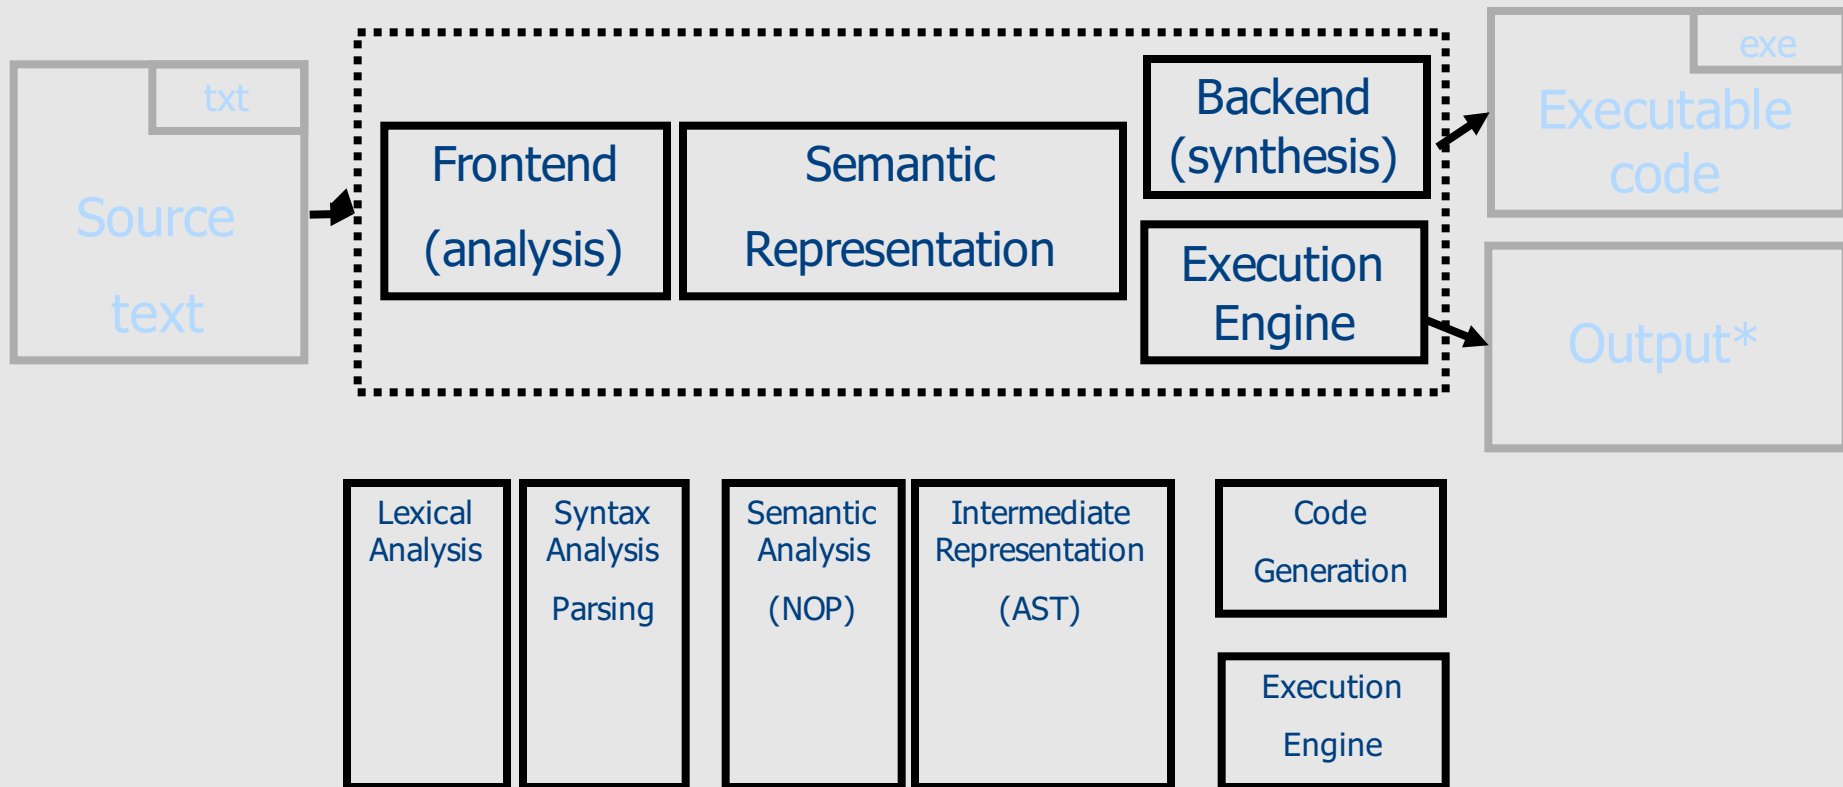 txt
Source
text
Frontend
(analysis)
Semantic
Representation
Backend
(synthesis)
Execution
Engine
exe
Executable
code
Output*
Lexical
Analysis
Syntax
Analysis
Parsing
Semantic
Analysis
(NOP)
Intermediate
Representation
(AST)
Code
Generation
Execution
Engine